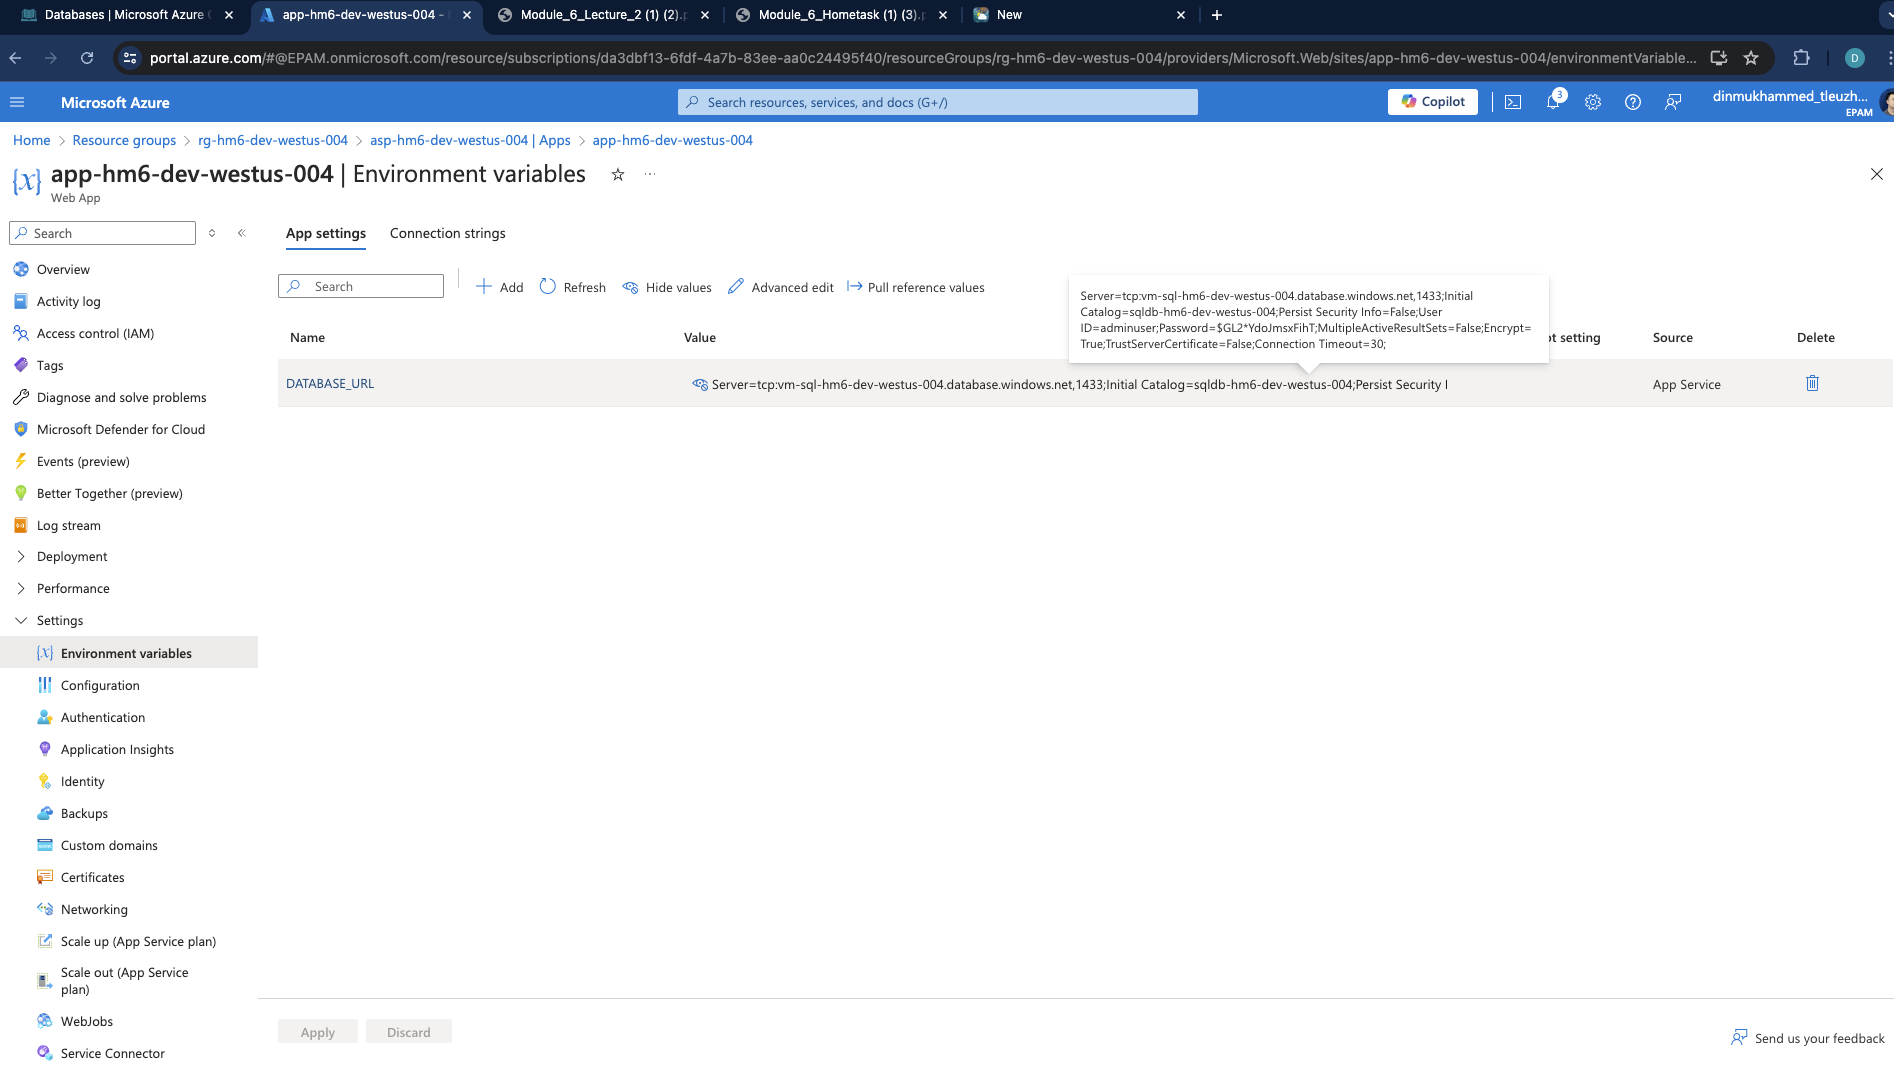 Databases | Microsoft Azure
app-hm6-dev-westus-004 -
Module_6_Lecture_2 (1) (2).p
Module_6_Hometask (1) (3).p
New
portal.azure.com/#@EPAM.onmicrosoft.com/resource/subscriptions/da3dbf13-6fdf-4a7b-83ee-aa0c24495f40/resourceGroups/rg-hm6-dev-westus-004/providers/Microsoft.Web/sites/app-hm6-dev-westus-004/environmentVariable...
D
Microsoft Azure
Search resources, services, and docs (G+/)
Copilot
3
dinmukhammed_tleuzh...
EPAM
Home > Resource groups > rg-hm6-dev-westus-004 > asp-hm6-dev-westus-004 | Apps > app-hm6-dev-westus-004
app-hm6-dev-westus-004 | Environment variables
Web App
Search
App settings
Connection strings
Search
Add
Refresh
Hide values
Advanced edit
Pull reference values
Server=tcp:vm-sql-hm6-dev-westus-004.database.windows.net,1433;Initial
Catalog=sqldb-hm6-dev-westus-004;Persist Security Info=False;User
ID=adminuser;Password=$GL2*YdoJmsxFihT;MultipleActiveResultSets=False;Encrypt=
True;TrustServerCertificate=False;Connection Timeout=30;
Name
Value
ot setting
Source
Delete
DATABASE_URL
Server=tcp:vm-sql-hm6-dev-westus-004.database.windows.net,1433;Initial Catalog=sqldb-hm6-dev-westus-004;Persist Security I
App Service
Overview
Activity log
Access control (IAM)
Tags
Diagnose and solve problems
Microsoft Defender for Cloud
Events (preview)
Better Together (preview)
Log stream
Deployment
Performance
Settings
Environment variables
Configuration
Authentication
Application Insights
Identity
Backups
Custom domains
Certificates
Networking
Scale up (App Service plan)
Scale out (App Service
plan)
WebJobs
Service Connector
Apply
Discard
Send us your feedback